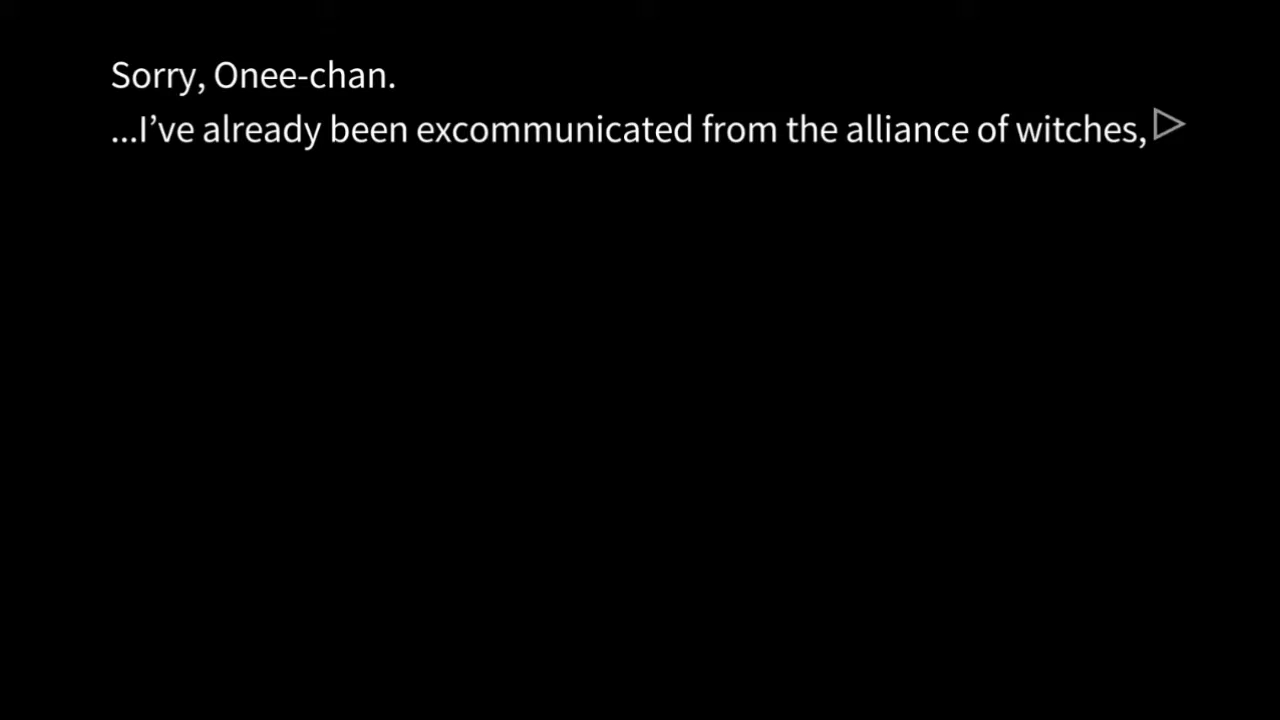 Sorry, Onee-chan.
...I’ve already been excommunicated from the alliance of witches,